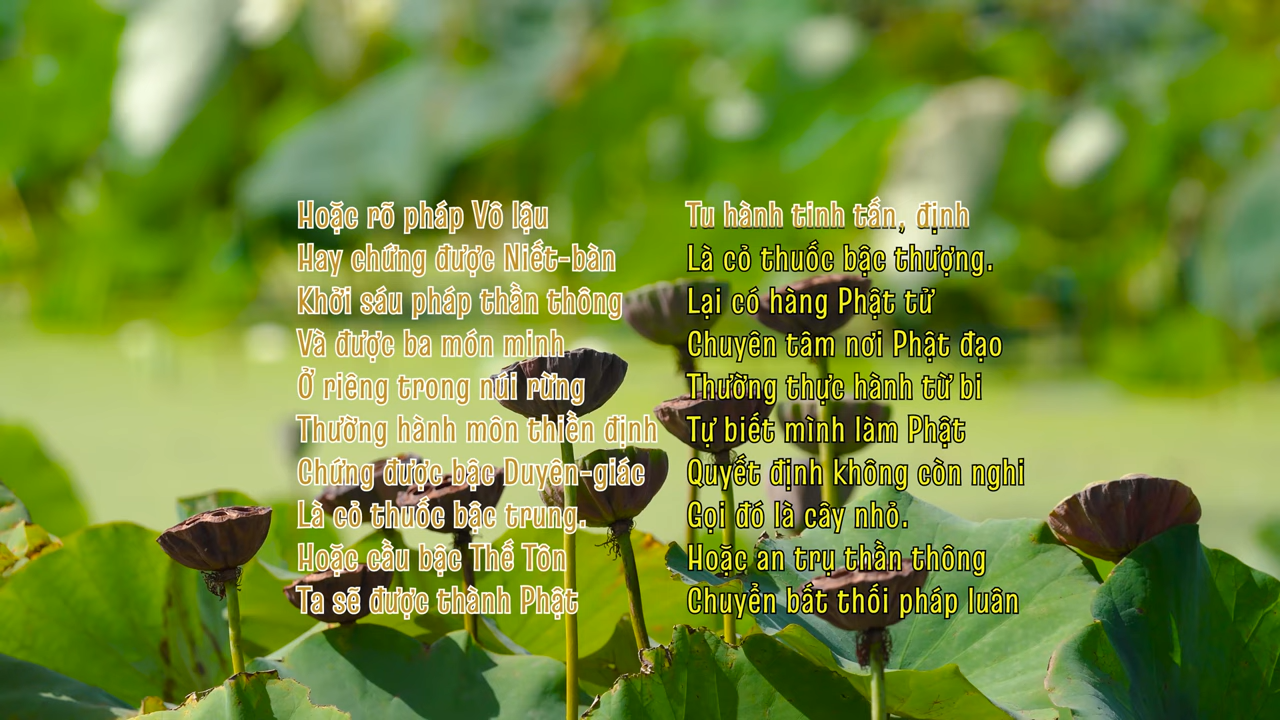 Hoặc rõ pháp Vô lậu
Hay chứng được Niết-bàn
Khởi sáu pháp thần thông
Và được ba món minh
Ở riêng trong núi rừng
Thường hành môn thiền định
Chứng được bậc Duyên-giác
Là cỏ thuốc bậc trung.
Hoặc cầu bậc Thế Tôn
Ta sẽ được thành Phật
Tu hành tinh tấn, định
Là cỏ thuốc bậc thượng.
Lại có hàng Phật tử
Chuyên tâm nơi Phật đạo
Thường thực hành từ bi
Tự biết mình làm Phật
Quyết định không còn nghi
Gọi đó là cây nhỏ.
Hoặc an trụ thần thông
Chuyển bất thối pháp luân